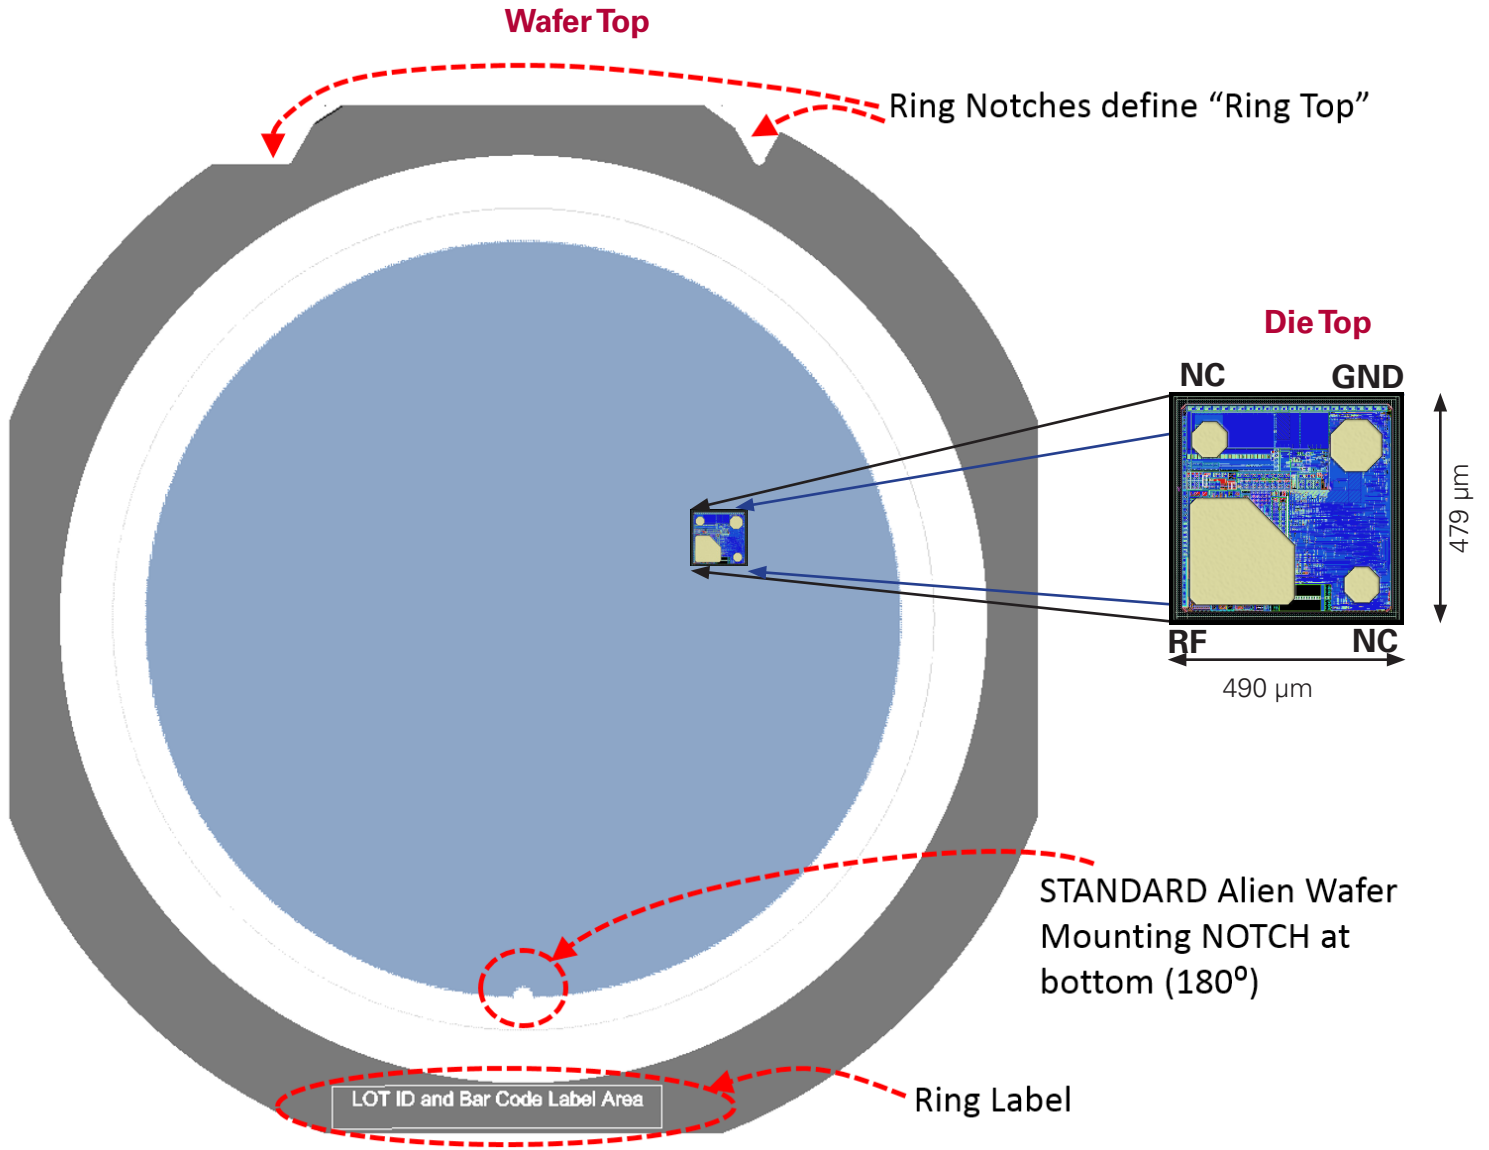 Wafer Top
Ring Notches define “Ring Top”
Die Top
NC
GND
479 µm
RF
NC
490 µm
STANDARD Alien Wafer
Mounting NOTCH at
bottom (180⁰)
LOT ID and Bar Code Label Area
Ring Label